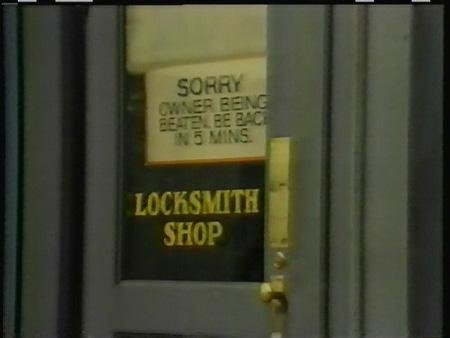 SORRY
OWNER BEING
BEATEN. BE BACK
IN 5 MINS.
LOCKSMITH
SHOP